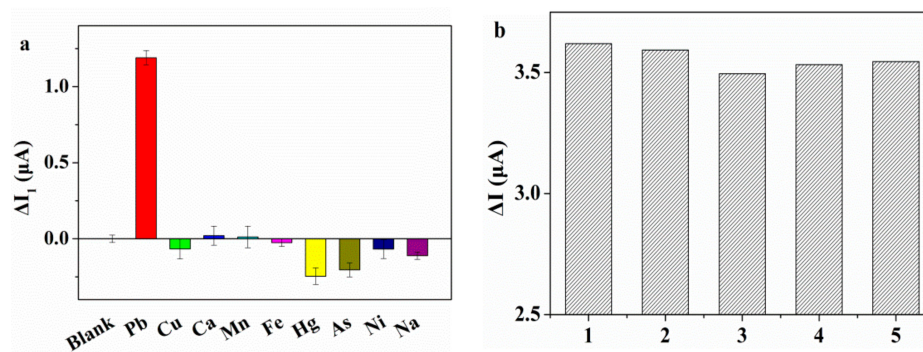 a
ΔI₁ (μA)
1.0
0.5
0.0
Blank Pb Cu Ca Mn Fe Hg As Ni Na
b
ΔI (μA)
3.5
3.0
2.5
1 2 3 4 5